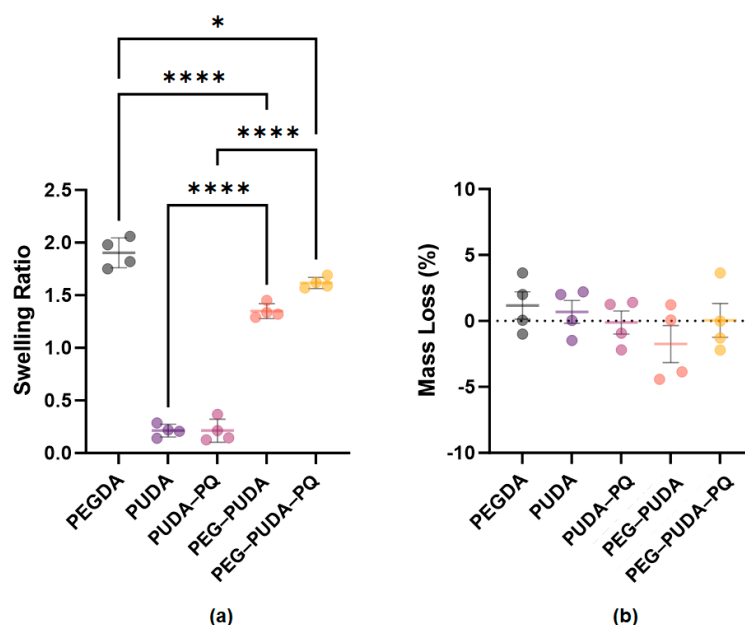 *
****
****
****
Swelling Ratio
2.5
2.0
1.5
1.0
0.5
0.0
PEGDA
PUDA
PUDA–PQ
PEG–PUDA
PEG–PUDA–PQ
(a)
Mass Loss (%)
10
5
0
-5
-10
PEGDA
PUDA
PUDA–PQ
PEG–PUDA
PEG–PUDA–PQ
(b)